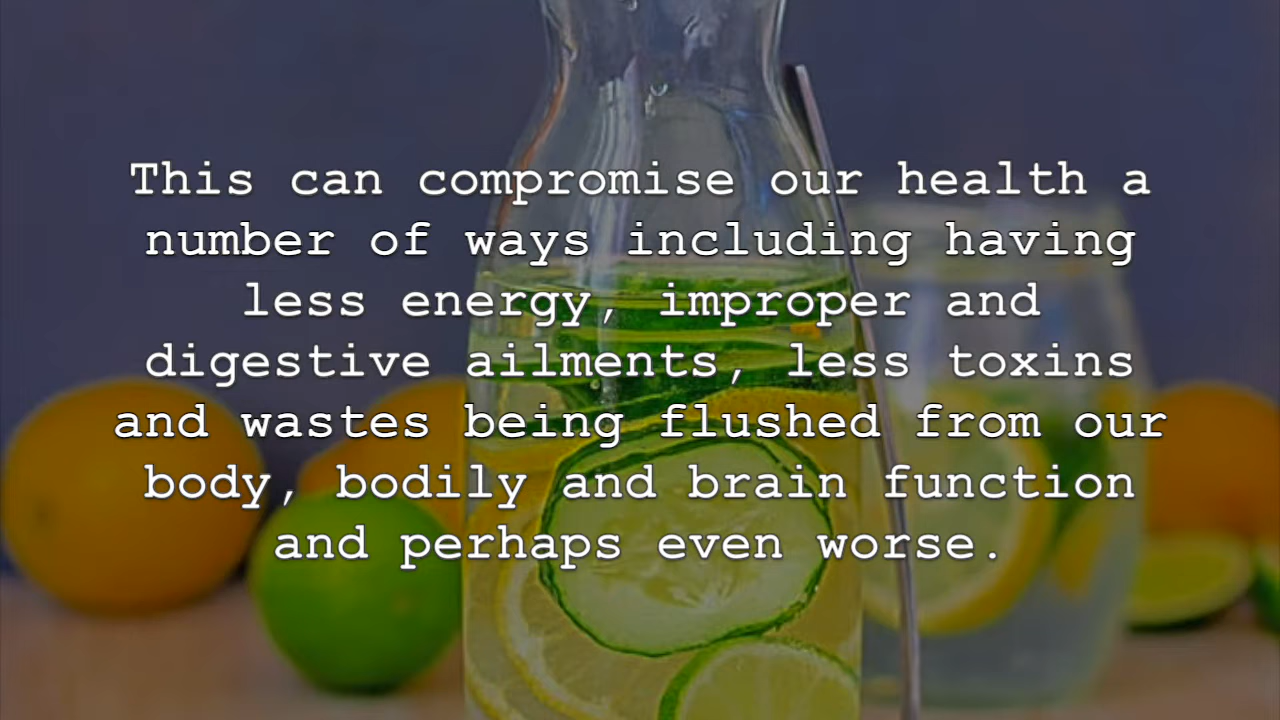 This can compromise our health a
number of ways including having
less energy, improper and
digestive ailments, less toxins
and wastes being flushed from our
body, bodily and brain function
and perhaps even worse.